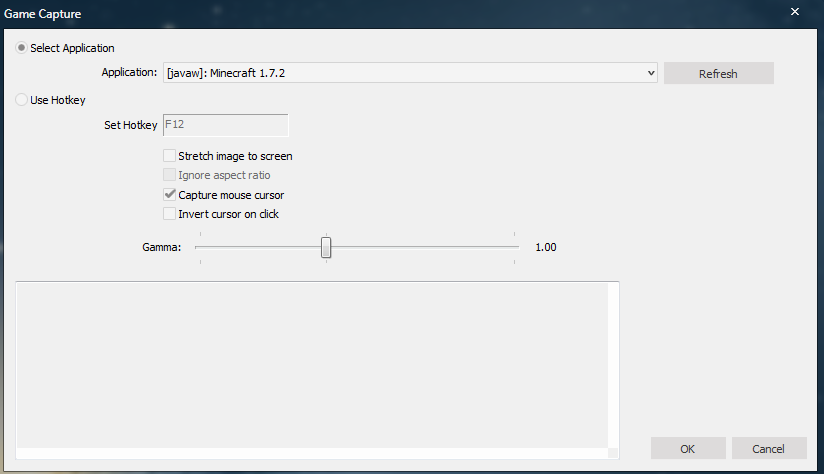 Game Capture
Select Application
Application: [javaw]: Minecraft 1.7.2 Refresh
Use Hotkey
Set Hotkey F12
Stretch image to screen
Ignore aspect ratio
Capture mouse cursor
Invert cursor on click
Gamma: 1.00
OK Cancel